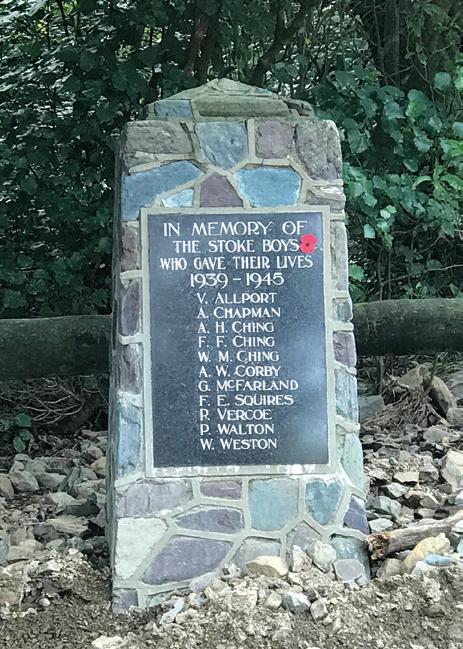 IN MEMORY OF
THE STOKE BOYS
WHO GAVE THEIR LIVES
1939 - 1945
V. ALLPORT
A. CHAPMAN
A. H. CHING
F. F. CHING
W. M. CHING
A. W. CORBY
G. McFARLAND
F. E. SQUIRES
R. VERCOE
P. WALTON
W. WESTON